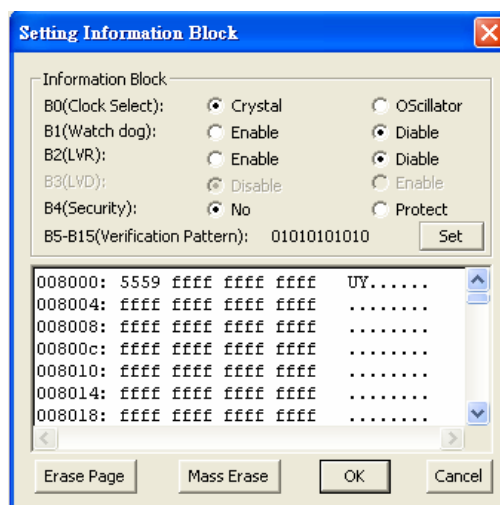 Setting Information Block
Information Block
B0(Clock Select): Crystal OScillator
B1(Watch dog): Enable Diable
B2(LVR): Enable Diable
B3(LVD): Disable Enable
B4(Security): No Protect
B5-B15(Verification Pattern): 01010101010 Set
008000: 5559 ffff ffff ffff UY......
008004: ffff ffff ffff ffff ........
008008: ffff ffff ffff ffff ........
00800c: ffff ffff ffff ffff ........
008010: ffff ffff ffff ffff ........
008014: ffff ffff ffff ffff ........
008018: ffff ffff ffff ffff ........
Erase Page Mass Erase OK Cancel